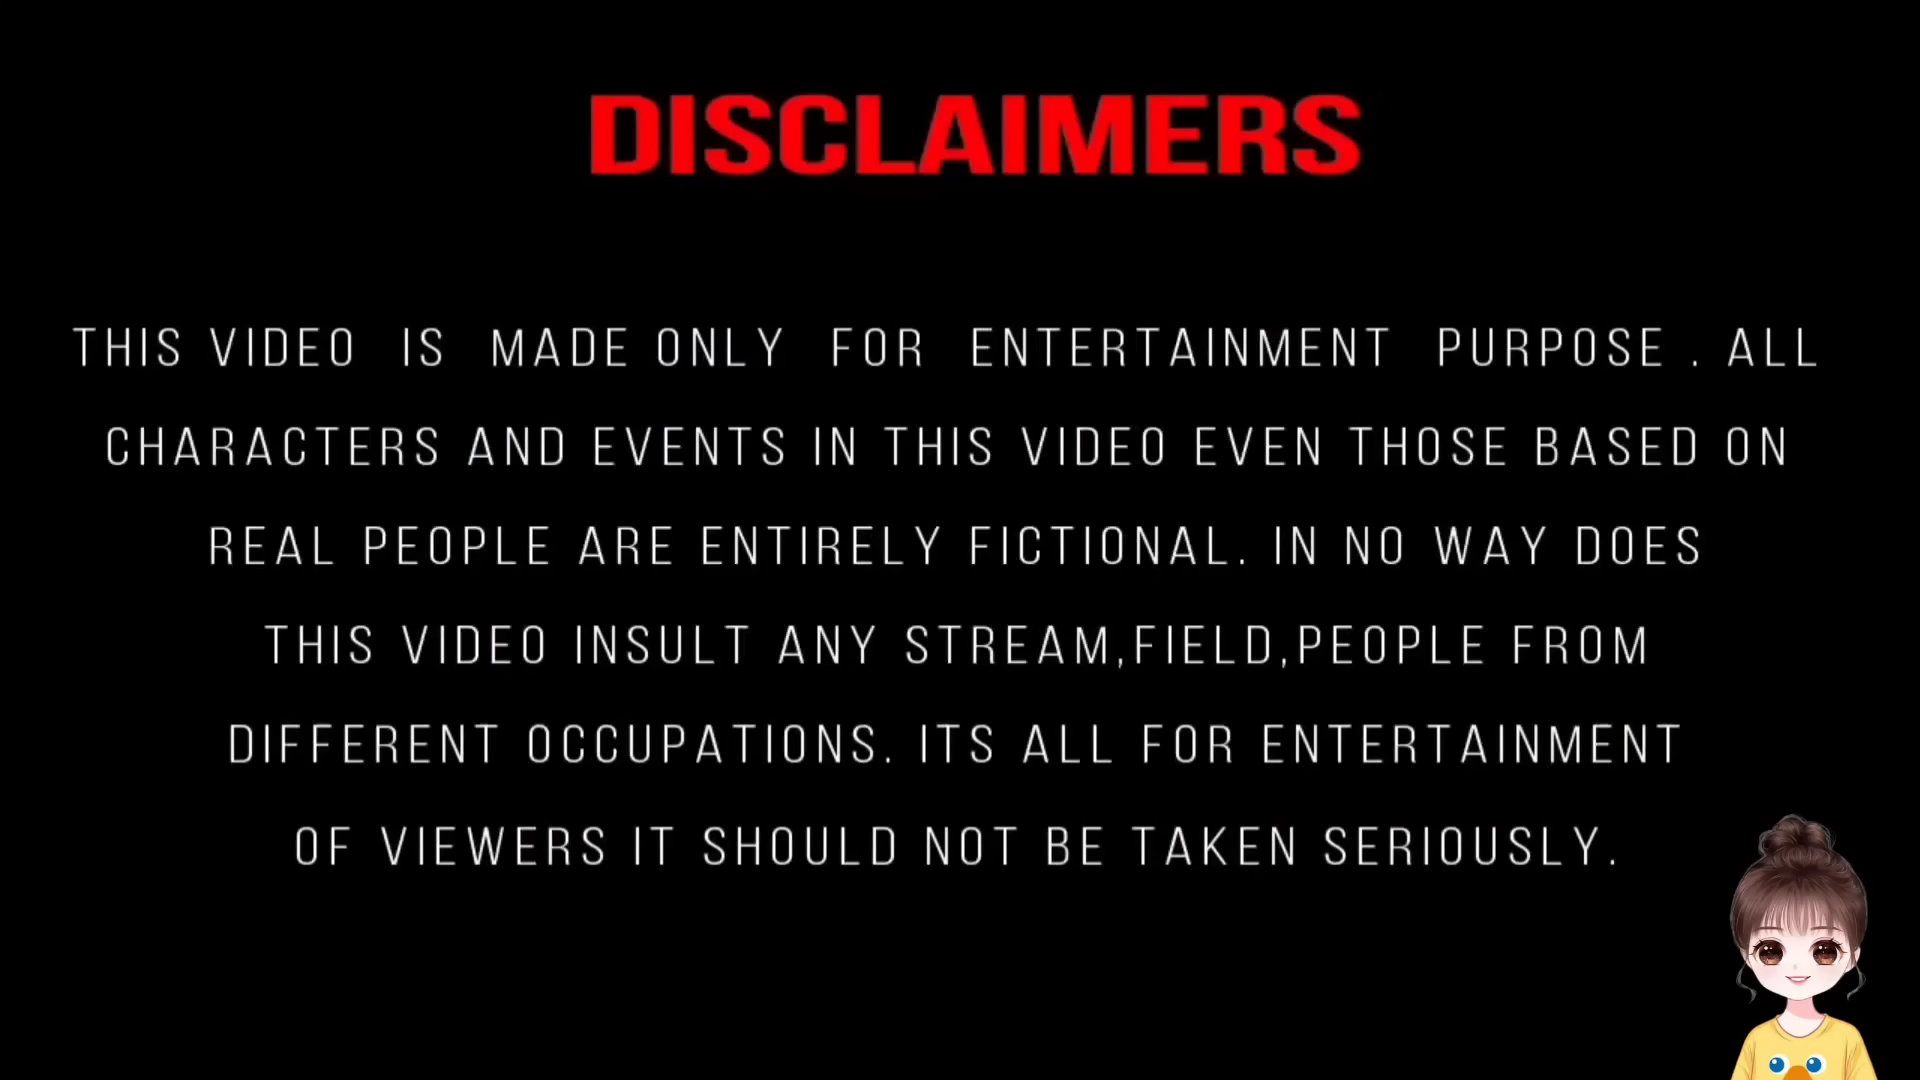 DISCLAIMERS
THIS VIDEO IS MADE ONLY FOR ENTERTAINMENT PURPOSE . ALL
CHARACTERS AND EVENTS IN THIS VIDEO EVEN THOSE BASED ON
REAL PEOPLE ARE ENTIRELY FICTIONAL. IN NO WAY DOES
THIS VIDEO INSULT ANY STREAM,FIELD,PEOPLE FROM
DIFFERENT OCCUPATIONS. ITS ALL FOR ENTERTAINMENT
OF VIEWERS IT SHOULD NOT BE TAKEN SERIOUSLY.